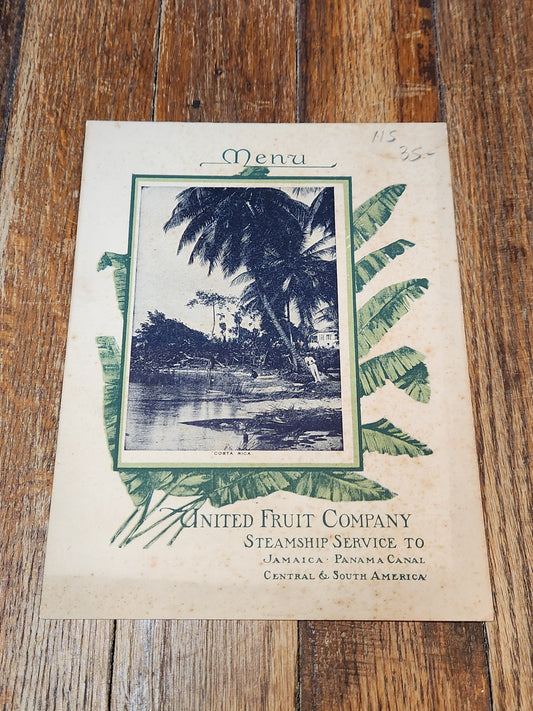 115
35-
Menu
COSTA RICA
UNITED FRUIT COMPANY
STEAMSHIP SERVICE TO
JAMAICA · PANAMA CANAL
CENTRAL & SOUTH AMERICA